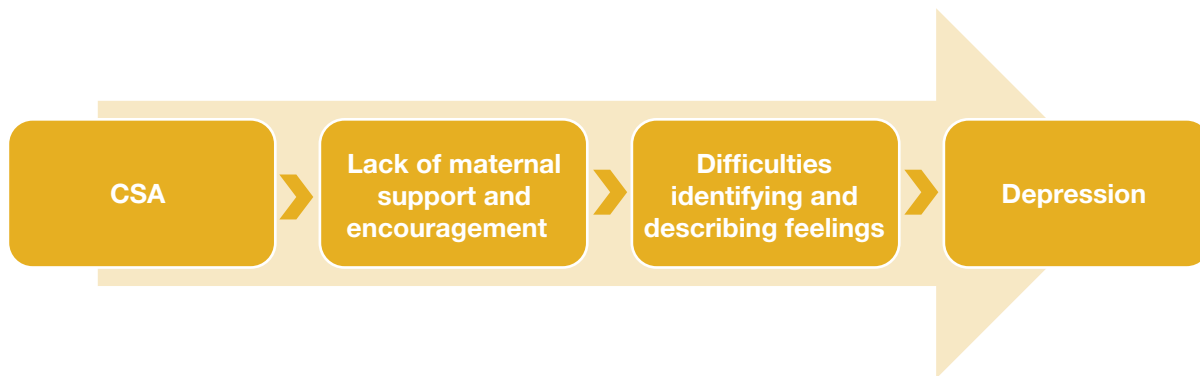 CSA
Lack of maternal
support and
encouragement
Difficulties
identifying and
describing feelings
Depression